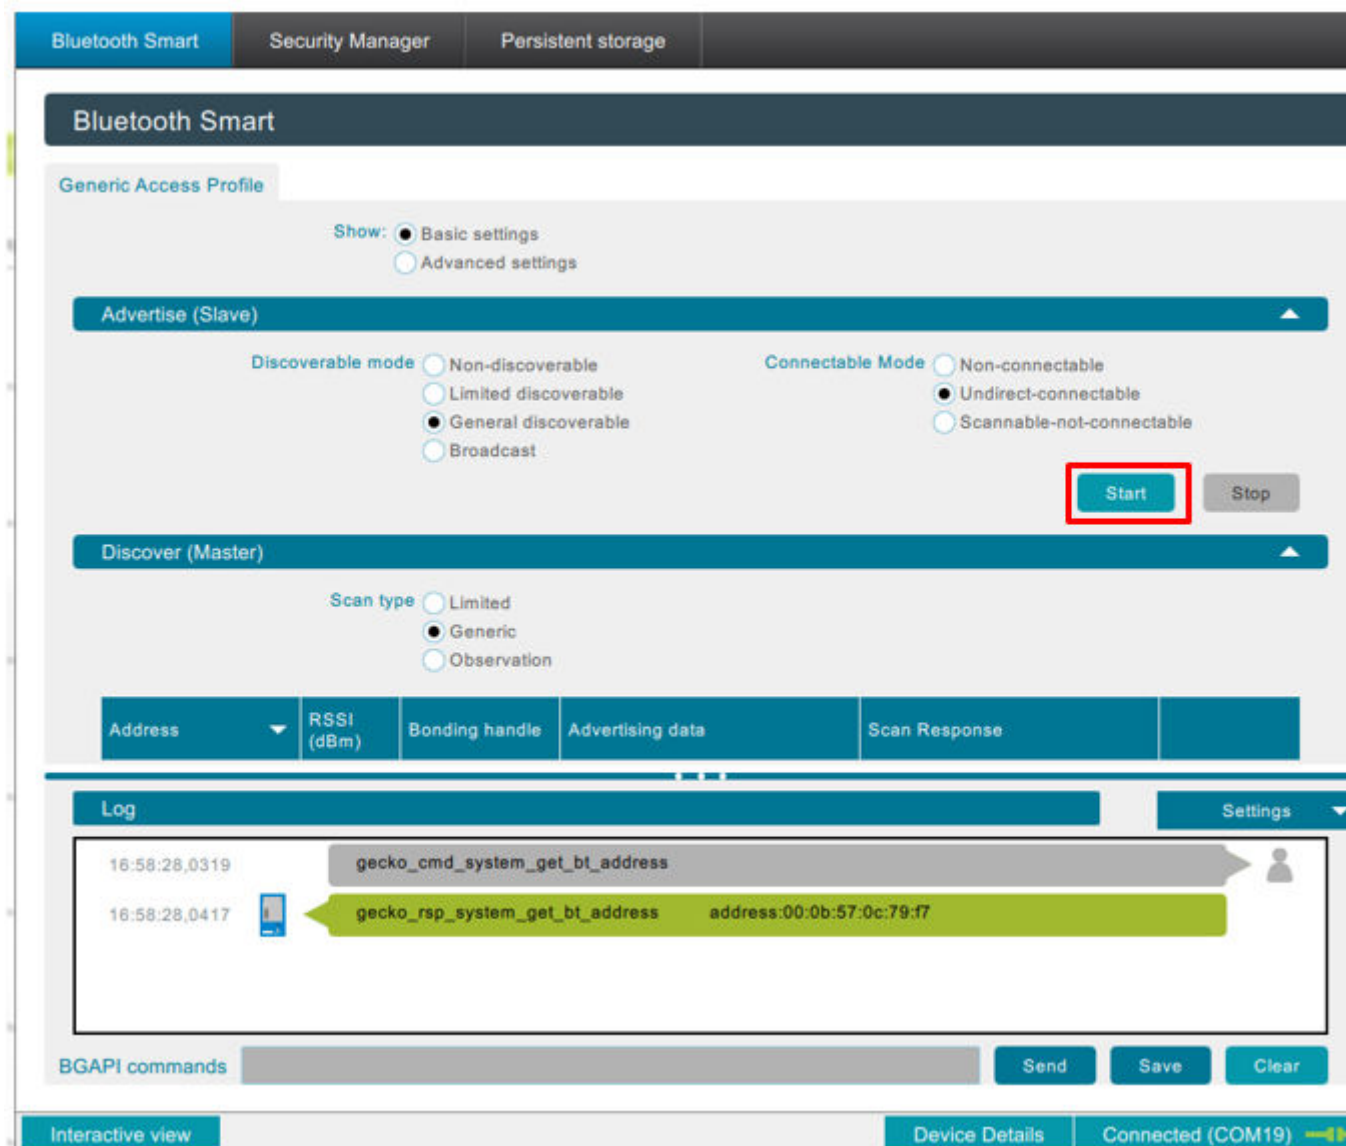 Bluetooth Smart Security Manager Persistent storage
Bluetooth Smart
Generic Access Profile
Show: Basic settings
Advanced settings
Advertise (Slave)
Discoverable mode Non-discoverable Connectable Mode Non-connectable
Limited discoverable Undirect-connectable
General discoverable Scannable-not-connectable
Broadcast
Start Stop
Discover (Master)
Scan type Limited
Generic
Observation
Address RSSI (dBm) Bonding handle Advertising data Scan Response
Log Settings
16:58:28,0319 gecko_cmd_system_get_bt_address
16:58:28,0417 gecko_rsp_system_get_bt_address address:00:0b:57:0c:79:f7
BGAPI commands Send Save Clear
Interactive view Device Details Connected (COM19)